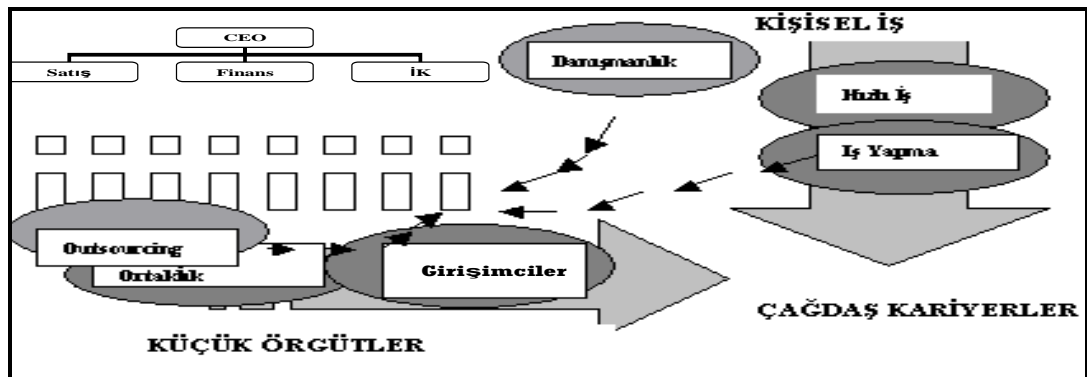 KİŞİSEL İŞ
CEO
Satış
Finans
İK
Danışmanlık
Hızlı İş
İş Yapma
Outsourcing
Ortaklık
Girişimciler
ÇAĞDAŞ KARİYERLER
KÜÇÜK ÖRGÜTLER